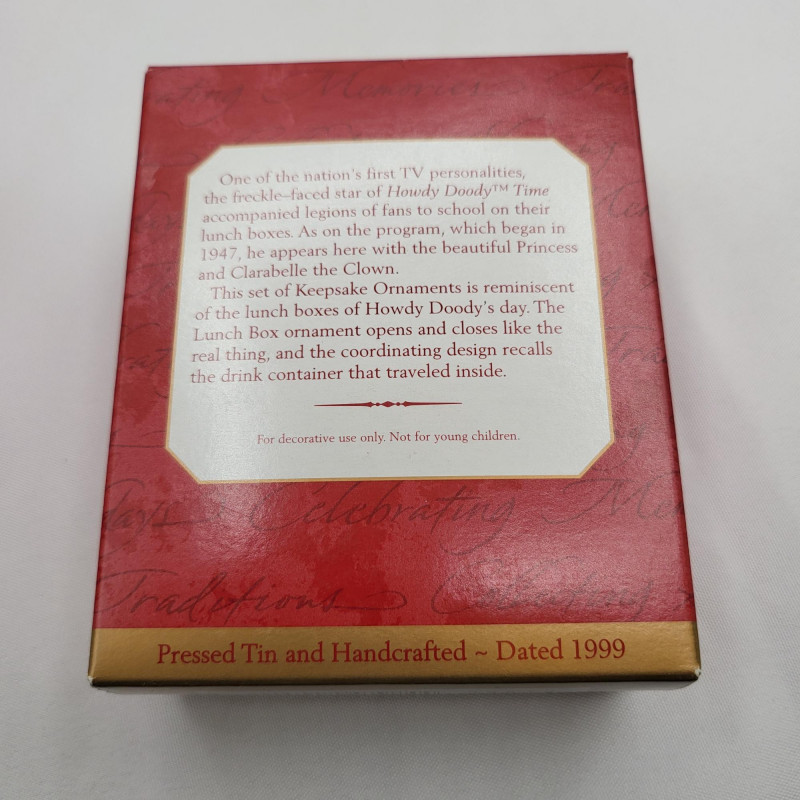 Memories
One of the nation's first TV personalities,
the freckle-faced star of Howdy Doody™ Time
accompanied legions of fans to school on their
lunch boxes. As on the program, which began in
1947, he appears here with the beautiful Princess
and Clarabelle the Clown.
This set of Keepsake Ornaments is reminiscent
of the lunch boxes of Howdy Doody's day. The
Lunch Box ornament opens and closes like the
real thing, and the coordinating design recalls
the drink container that traveled inside.
For decorative use only. Not for young children.
Celebrating
Traditions
Pressed Tin and Handcrafted ~ Dated 1999